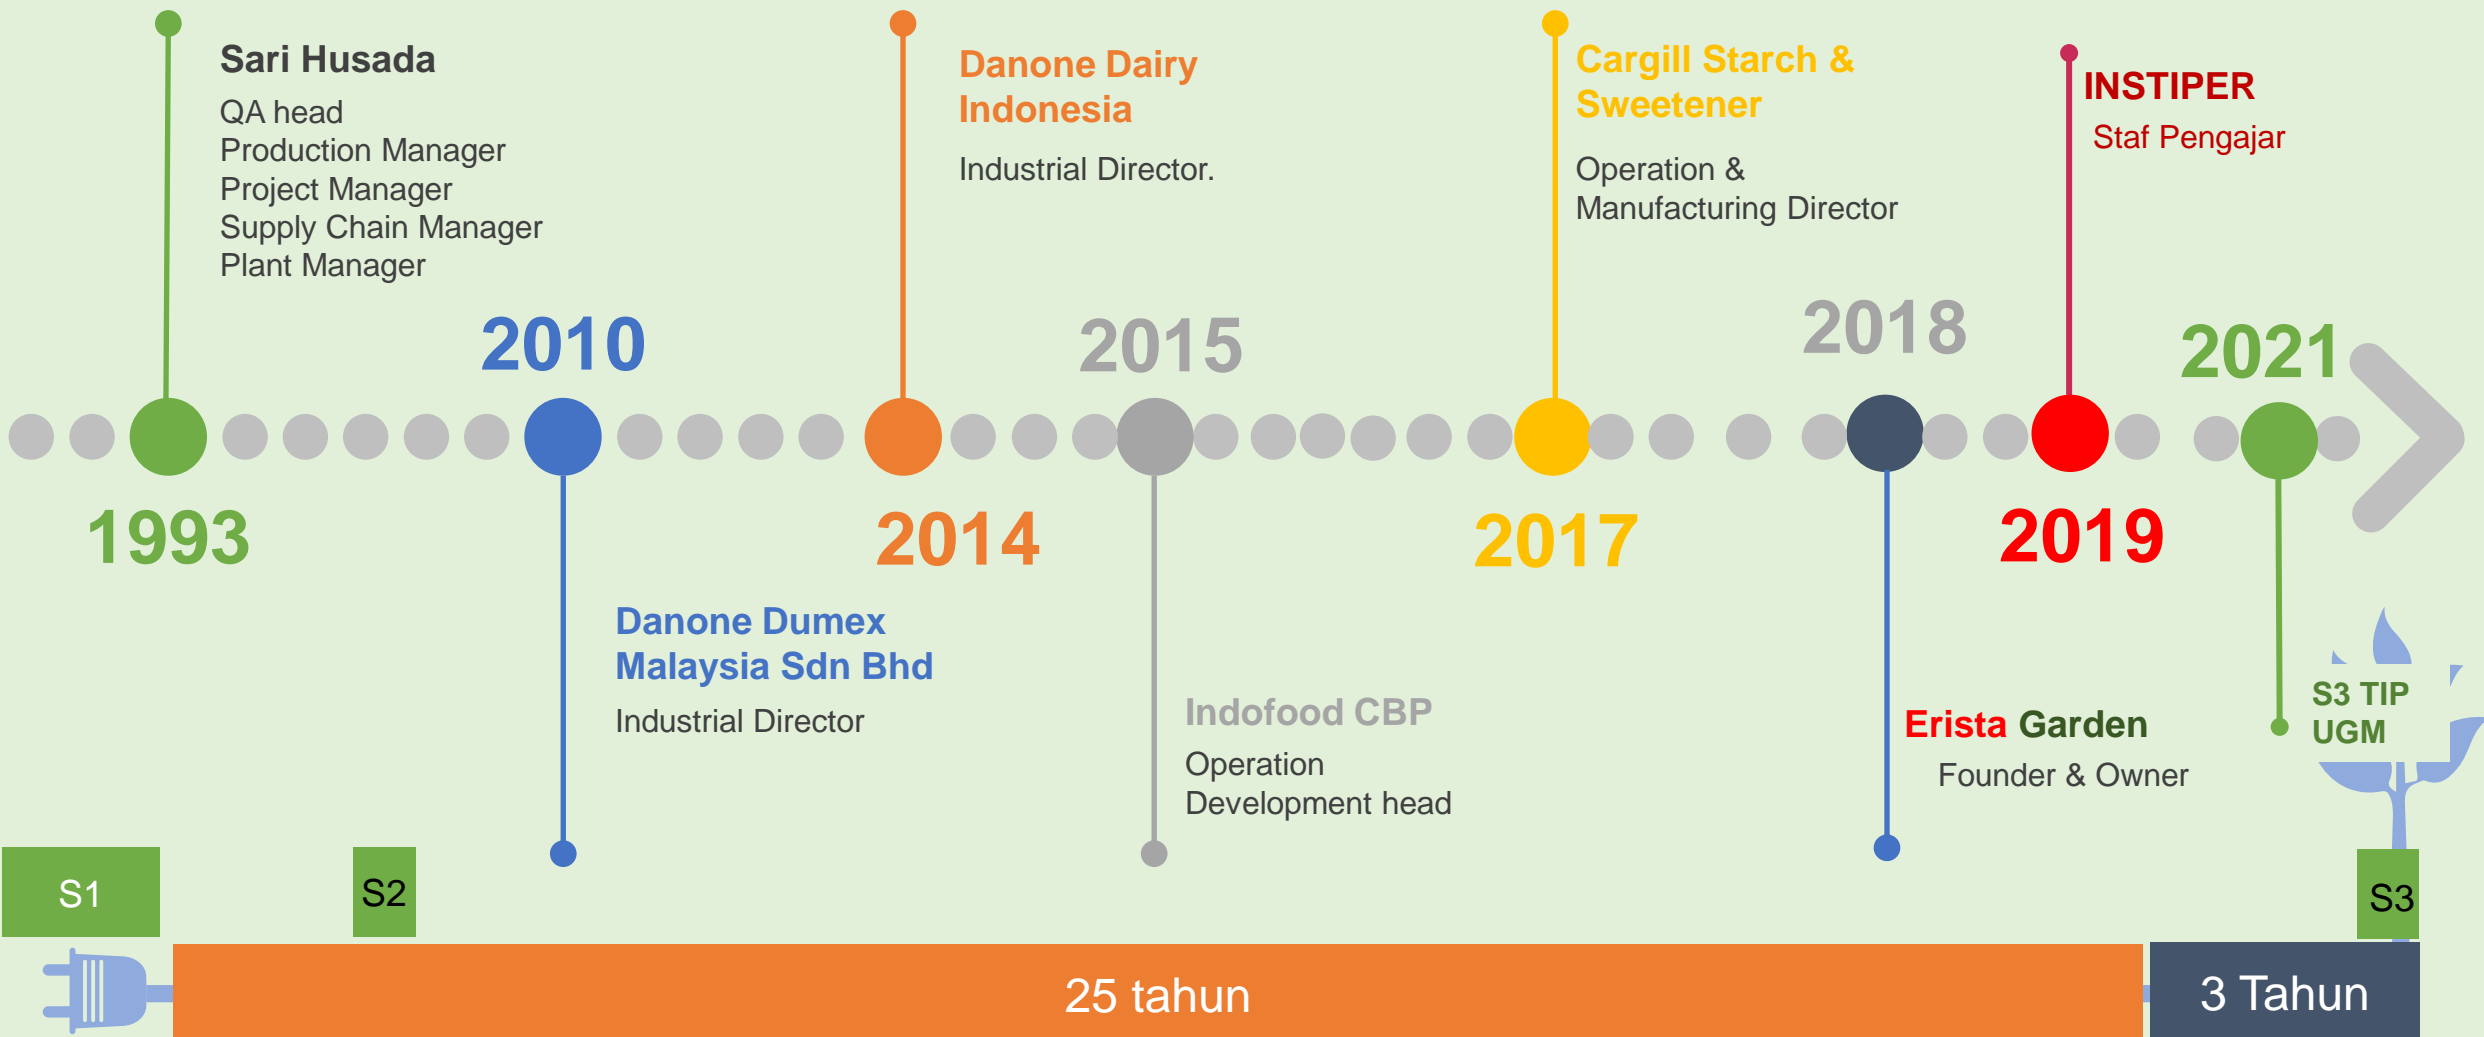 Sari Husada
QA head
Production Manager
Project Manager
Supply Chain Manager
Plant Manager
1993
2010
Danone Dumex
Malaysia Sdn Bhd
Industrial Director
Danone Dairy
Indonesia
Industrial Director.
2014
2015
Indofood CBP
Operation
Development head
Cargill Starch &
Sweetener
Operation &
Manufacturing Director
2017
2018
Erista Garden
Founder & Owner
INSTIPER
Staf Pengajar
2019
2021
S3 TIP
UGM
S1
S2
S3
25 tahun
3 Tahun